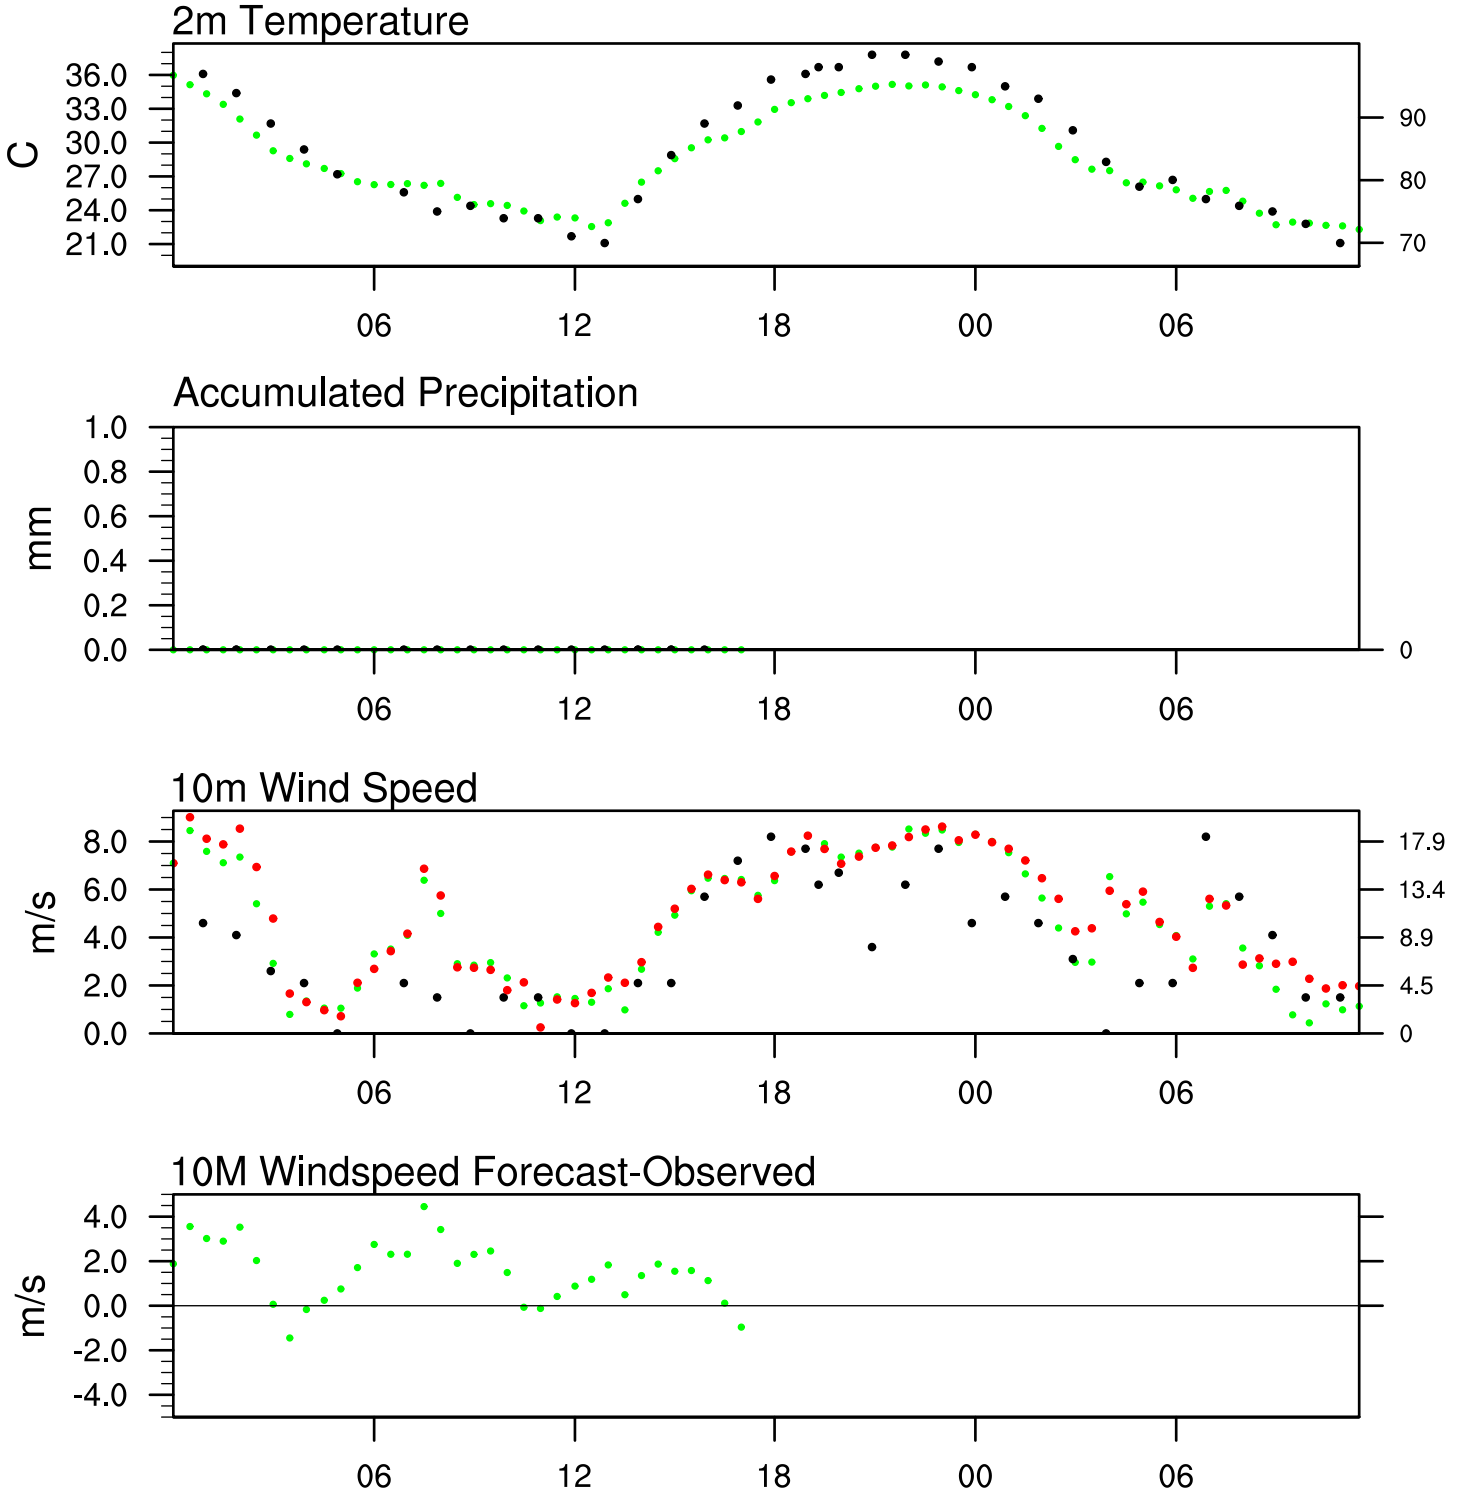 2m Temperature
36.0
33.0
30.0
27.0
24.0
21.0
C
90
80
70
06 12 18 00 06
Accumulated Precipitation
1.0
0.8
0.6
0.4
0.2
0.0
mm
0
06 12 18 00 06
10m Wind Speed
8.0
6.0
4.0
2.0
0.0
m/s
17.9
13.4
8.9
4.5
0
06 12 18 00 06
10M Windspeed Forecast-Observed
4.0
2.0
0.0
-2.0
-4.0
m/s
06 12 18 00 06